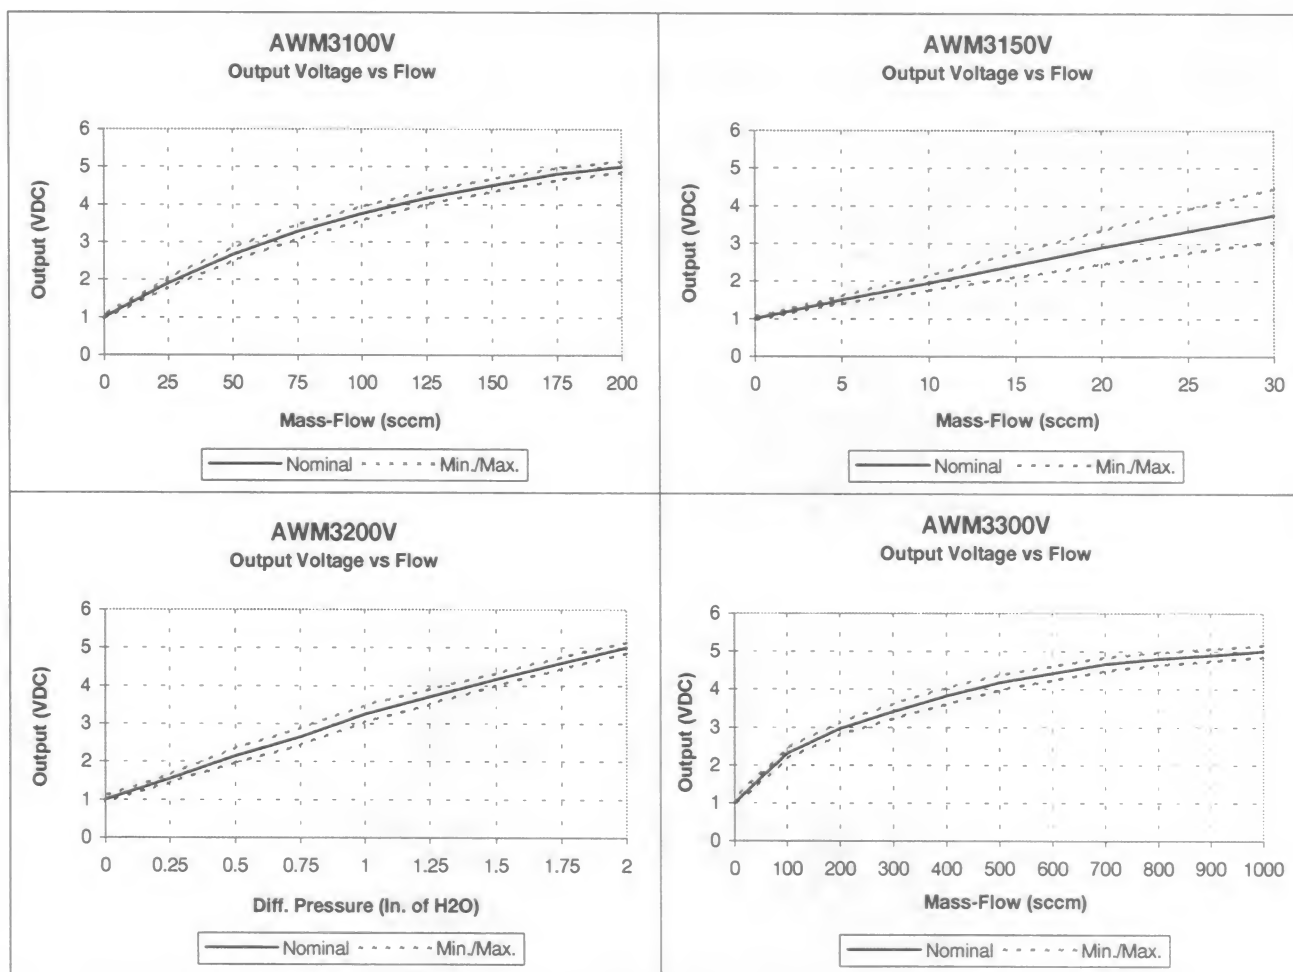 AWM3100V
Output Voltage vs Flow
Output (VDC)
6
5
4
3
2
1
0
0 25 50 75 100 125 150 175 200
Mass-Flow (sccm)
Nominal Min./Max.
AWM3150V
Output Voltage vs Flow
Output (VDC)
6
5
4
3
2
1
0
0 5 10 15 20 25 30
Mass-Flow (sccm)
Nominal Min./Max.
AWM3200V
Output Voltage vs Flow
Output (VDC)
6
5
4
3
2
1
0
0 0.25 0.5 0.75 1 1.25 1.5 1.75 2
Diff. Pressure (In. of H2O)
Nominal Min./Max.
AWM3300V
Output Voltage vs Flow
Output (VDC)
6
5
4
3
2
1
0
0 100 200 300 400 500 600 700 800 900 1000
Mass-Flow (sccm)
Nominal Min./Max.